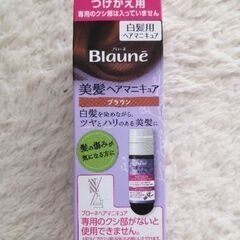 つけかえ用
専用のクシ部は入っていません
白髪用
ヘアマニキュア
ブローネ
Blauné
美髪ヘアマニキュア
ブラウン
白髪を染めながら、
ツヤとハリのある美髪に
髪の傷みが
気になる方に
ブローネヘアマニキュア
専用のクシ部がないと
使用できません。